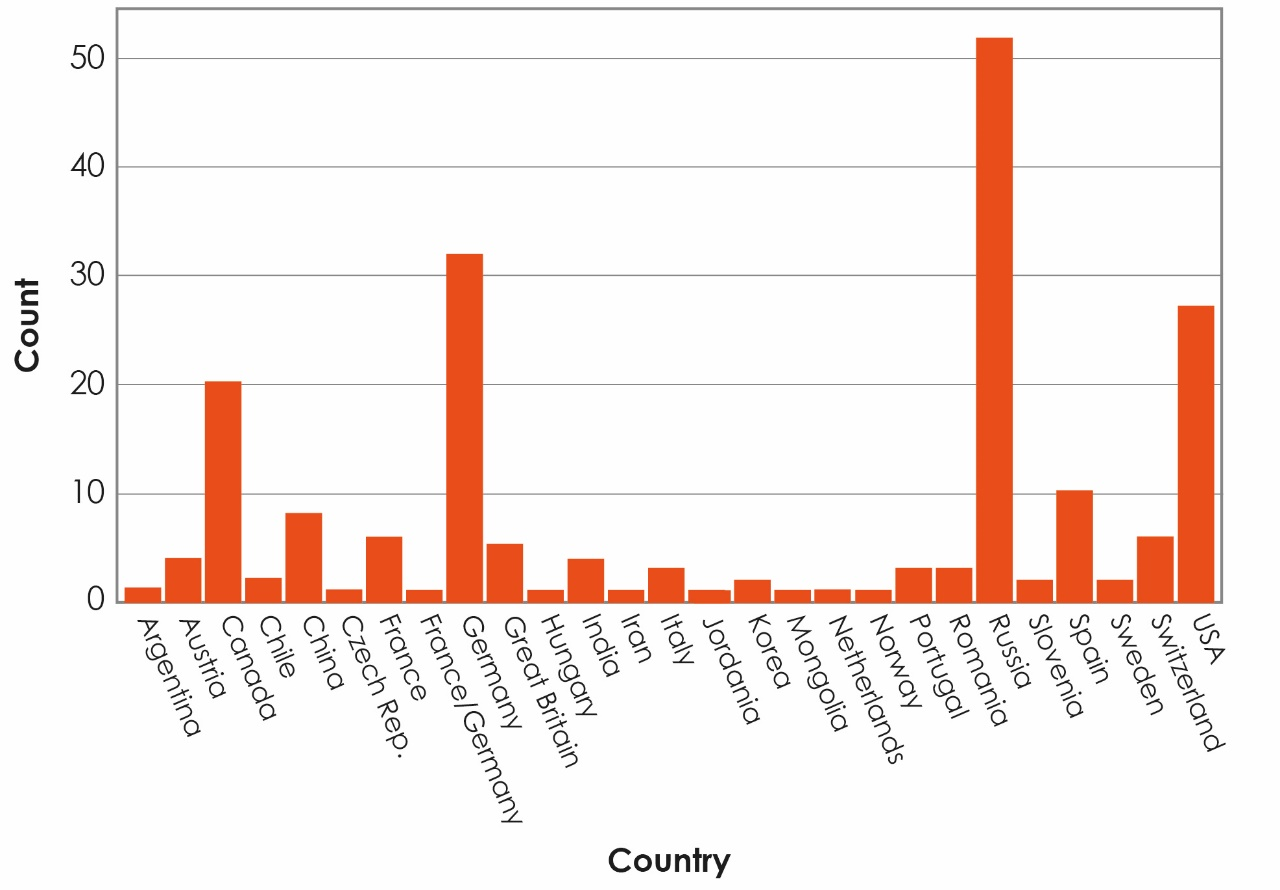 50
40
30
20
10
0
Count
Argentina
Austria
Canada
Chile
China
Czech Rep.
France
France/Germany
Germany
Great Britain
Hungary
India
Iran
Italy
Jordania
Korea
Mongolia
Netherlands
Norway
Portugal
Romania
Russia
Slovenia
Spain
Sweden
Switzerland
USA
Country